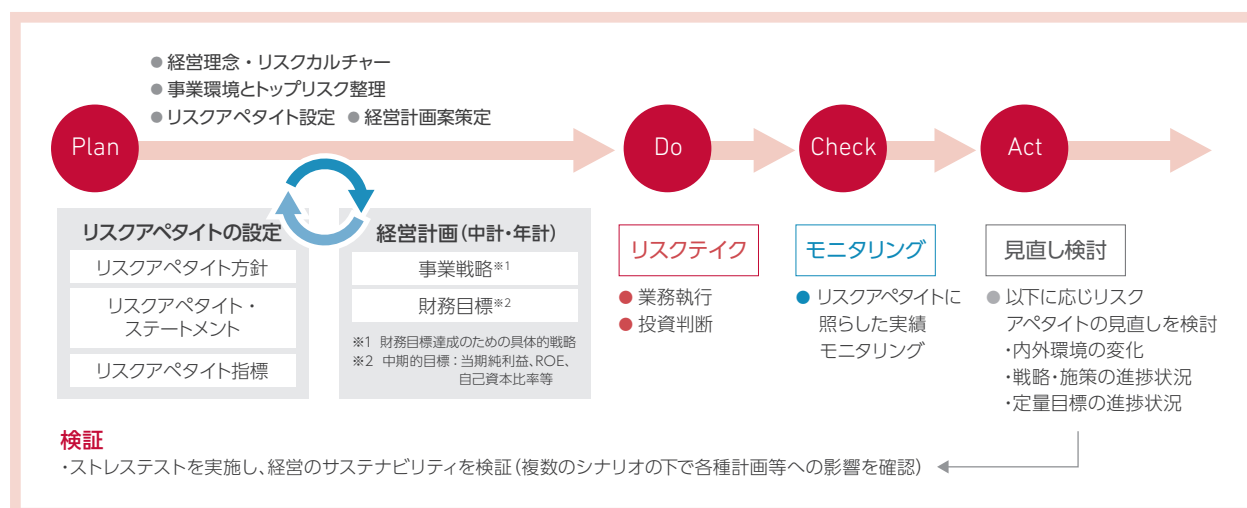 ● 経営理念・リスクカルチャー
● 事業環境とトップリスク整理
● リスクアペタイト設定 ● 経営計画案策定
Plan
Do
Check
Act
リスクアペタイトの設定
リスクアペタイト方針
リスクアペタイト・
ステートメント
リスクアペタイト指標
経営計画(中計・年計)
事業戦略※1
財務目標※2
※1 財務目標達成のための具体的戦略
※2 中期的目標:当期純利益、ROE、
自己資本比率等
リスクテイク
● 業務執行
● 投資判断
モニタリング
● リスクアペタイトに
照らした実績
モニタリング
見直し検討
● 以下に応じリスク
アペタイトの見直しを検討
・内外環境の変化
・戦略・施策の進捗状況
・定量目標の進捗状況
検証
・ストレステストを実施し、経営のサステナビリティを検証(複数のシナリオの下で各種計画等への影響を確認)